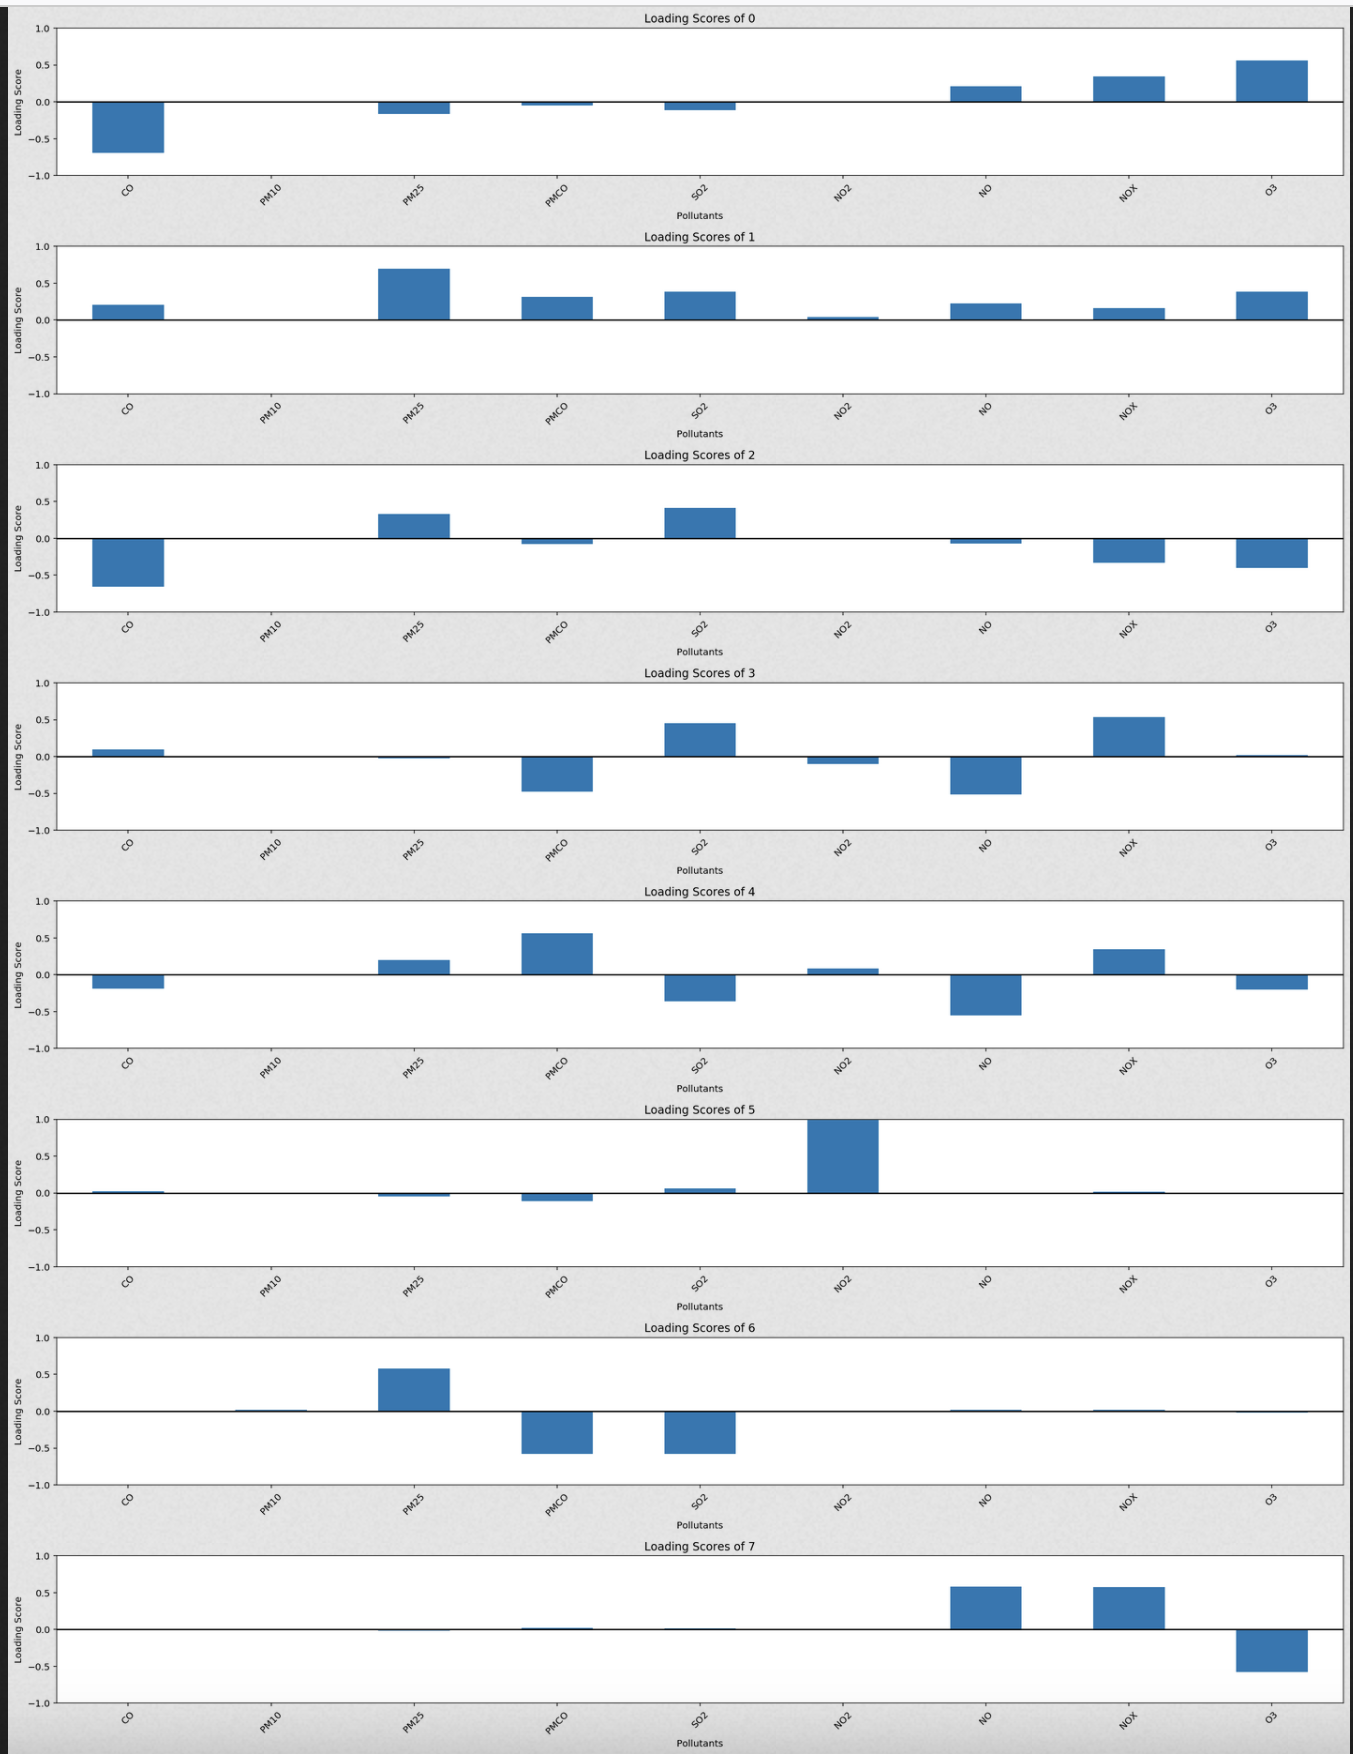 Loading Scores of 0
1.0
0.5
0.0
−0.5
−1.0
Loading Score
CO PM10 PM25 PMCO SO2 NO2 NO NOX O3
Pollutants
Loading Scores of 1
1.0
0.5
0.0
−0.5
−1.0
Loading Score
CO PM10 PM25 PMCO SO2 NO2 NO NOX O3
Pollutants
Loading Scores of 2
1.0
0.5
0.0
−0.5
−1.0
Loading Score
CO PM10 PM25 PMCO SO2 NO2 NO NOX O3
Pollutants
Loading Scores of 3
1.0
0.5
0.0
−0.5
−1.0
Loading Score
CO PM10 PM25 PMCO SO2 NO2 NO NOX O3
Pollutants
Loading Scores of 4
1.0
0.5
0.0
−0.5
−1.0
Loading Score
CO PM10 PM25 PMCO SO2 NO2 NO NOX O3
Pollutants
Loading Scores of 5
1.0
0.5
0.0
−0.5
−1.0
Loading Score
CO PM10 PM25 PMCO SO2 NO2 NO NOX O3
Pollutants
Loading Scores of 6
1.0
0.5
0.0
−0.5
−1.0
Loading Score
CO PM10 PM25 PMCO SO2 NO2 NO NOX O3
Pollutants
Loading Scores of 7
1.0
0.5
0.0
−0.5
−1.0
Loading Score
CO PM10 PM25 PMCO SO2 NO2 NO NOX O3
Pollutants